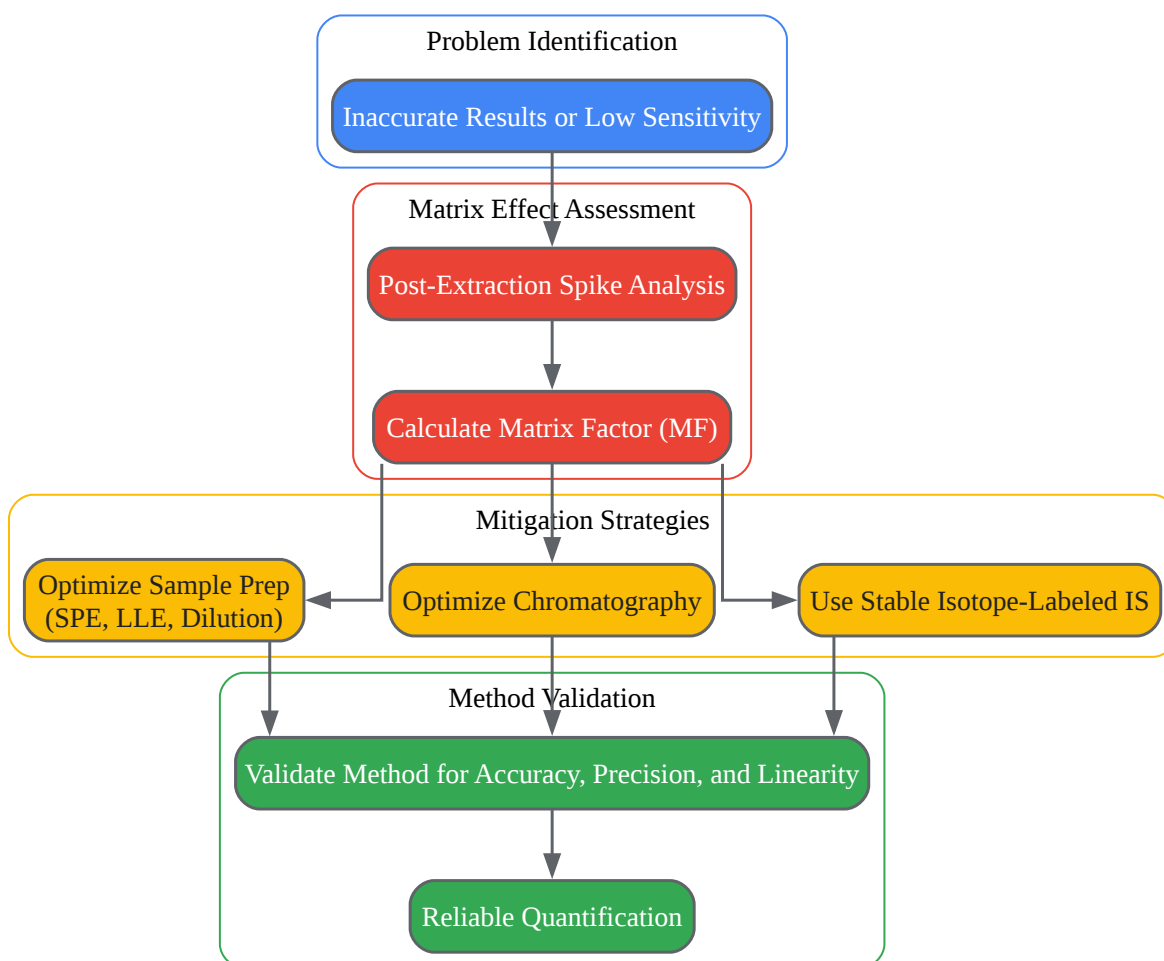 Problem Identification
Inaccurate Results or Low Sensitivity
Matrix Effect Assessment
Post-Extraction Spike Analysis
Calculate Matrix Factor (MF)
Mitigation Strategies
Optimize Sample Prep
(SPE, LLE, Dilution)
Optimize Chromatography
Use Stable Isotope-Labeled IS
Method Validation
Validate Method for Accuracy, Precision, and Linearity
Reliable Quantification